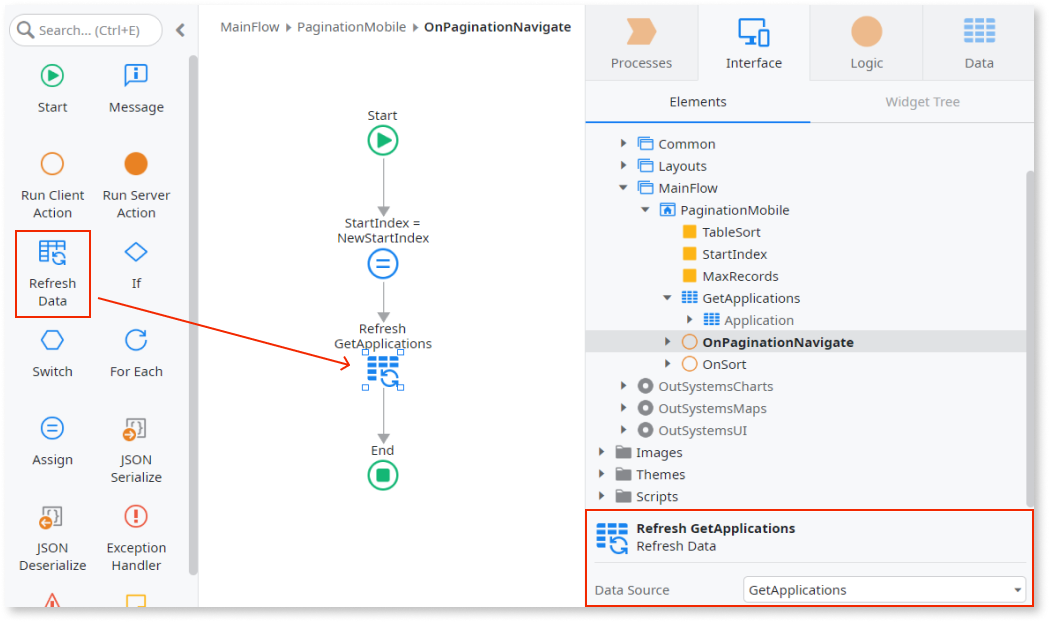 Search... (Ctrl+E)
Start
Message
Run Client
Action
Run Server
Action
Refresh
Data
If
Switch
For Each
Assign
JSON
Serialize
JSON
Deserialize
Exception
Handler
MainFlow PaginationMobile OnPaginationNavigate
Start
StartIndex =
NewStartIndex
Refresh
GetApplications
End
Processes
Interface
Logic
Data
Elements
Widget Tree
Common
Layouts
MainFlow
PaginationMobile
TableSort
StartIndex
MaxRecords
GetApplications
Application
OnPaginationNavigate
OnSort
OutSystemsCharts
OutSystemsMaps
OutSystemsUI
Images
Themes
Scripts
Refresh GetApplications
Refresh Data
Data Source
GetApplications